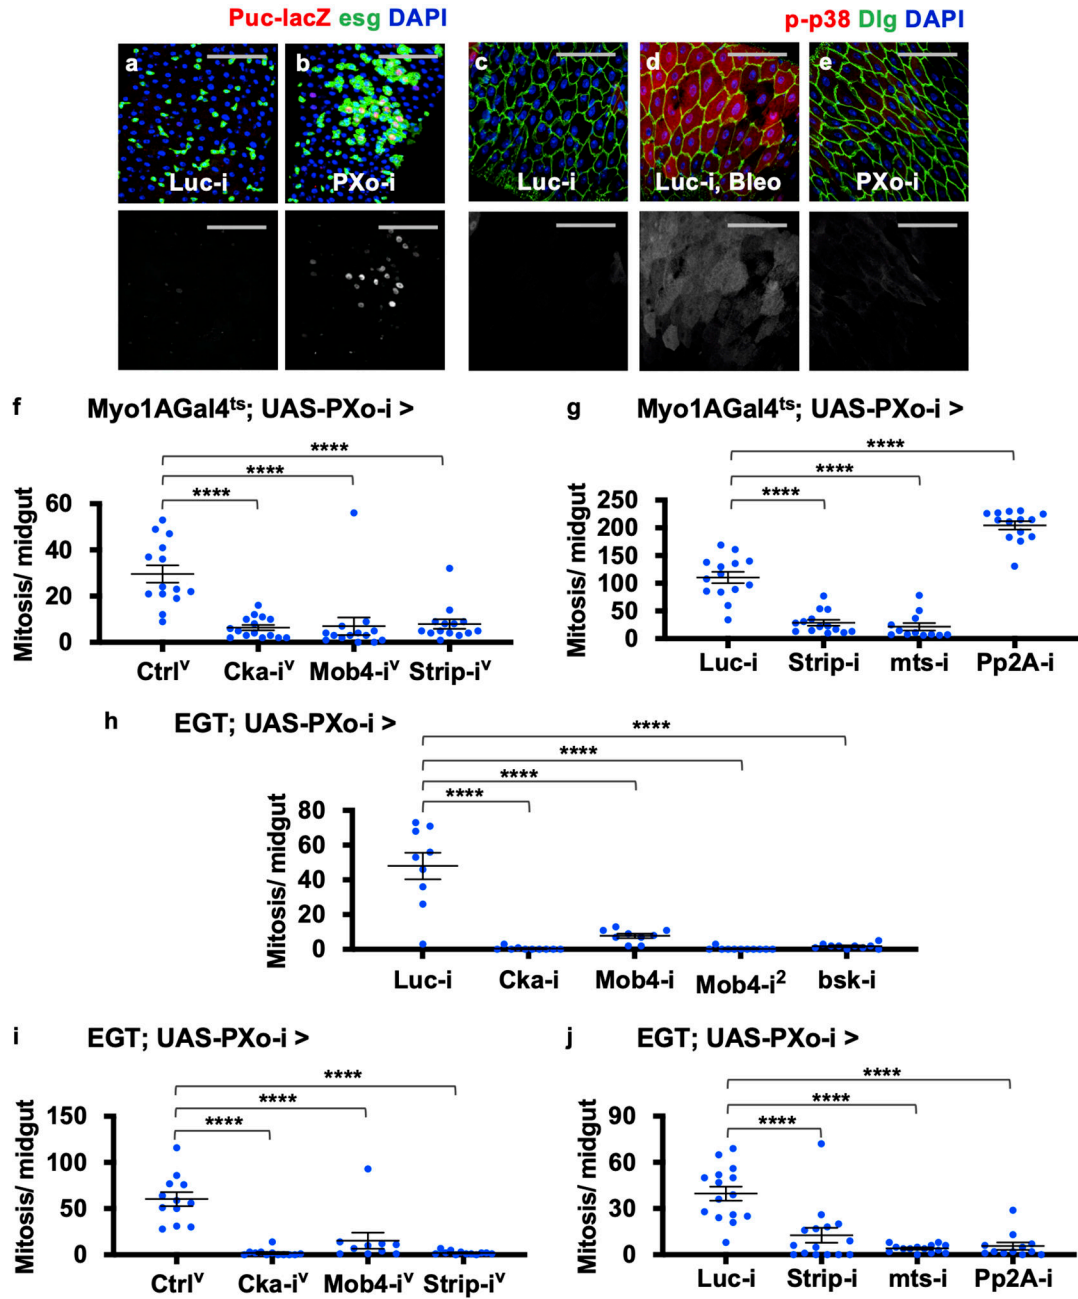 Puc-lacZ esg DAPI
p-p38 Dlg DAPI
a
b
c
d
e
Luc-i
PXo-i
Luc-i
Luc-i, Bleo
PXo-i
f
Myo1AGal4ts; UAS-PXo-i >
****
****
****
Mitosis/ midgut
60
40
20
0
Ctrlv
Cka-iv
Mob4-iv
Strip-iv
g
Myo1AGal4ts; UAS-PXo-i >
****
****
****
Mitosis/ midgut
250
200
150
100
50
0
Luc-i
Strip-i
mts-i
Pp2A-i
h
EGT; UAS-PXo-i >
****
****
****
****
Mitosis/ midgut
80
60
40
20
0
Luc-i
Cka-i
Mob4-i
Mob4-i2
bsk-i
i
EGT; UAS-PXo-i >
****
****
****
Mitosis/ midgut
150
100
50
0
Ctrlv
Cka-iv
Mob4-iv
Strip-iv
j
EGT; UAS-PXo-i >
****
****
****
Mitosis/ midgut
90
60
30
0
Luc-i
Strip-i
mts-i
Pp2A-i